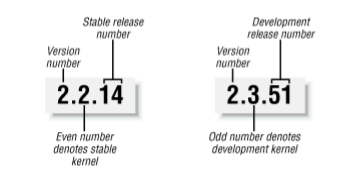 Stable release
number
Version
number
2.2.14
Even number
denotes stable
kernel
Development
release number
Version
number
2.3.51
Odd number denotes
development kernel